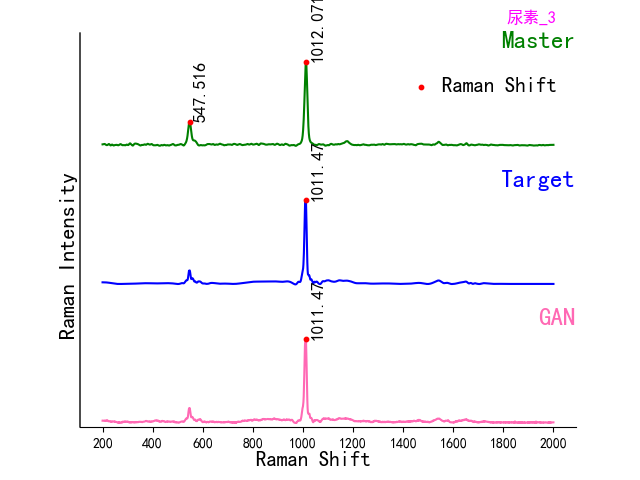 尿素_3
Master
1012.071
547.516
Raman Shift
Target
1011.47
GAN
1011.47
Raman Intensity
200 400 600 800 1000 1200 1400 1600 1800 2000
Raman Shift